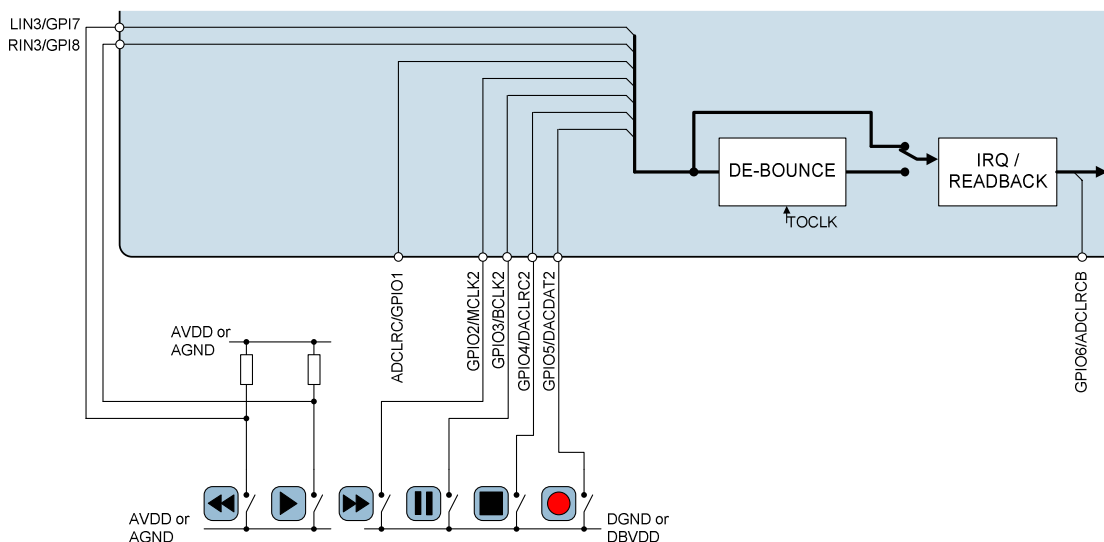 LIN3/GPI7
RIN3/GPI8
DE-BOUNCE
IRQ /
READBACK
TOCLK
ADCLRC/GPIO1
GPIO2/MCLK2
GPIO3/BCLK2
GPIO4/DACLRC2
GPIO5/DACDAT2
GPIO6/ADCLRCB
AVDD or
AGND
AVDD or
AGND
DGND or
DBVDD